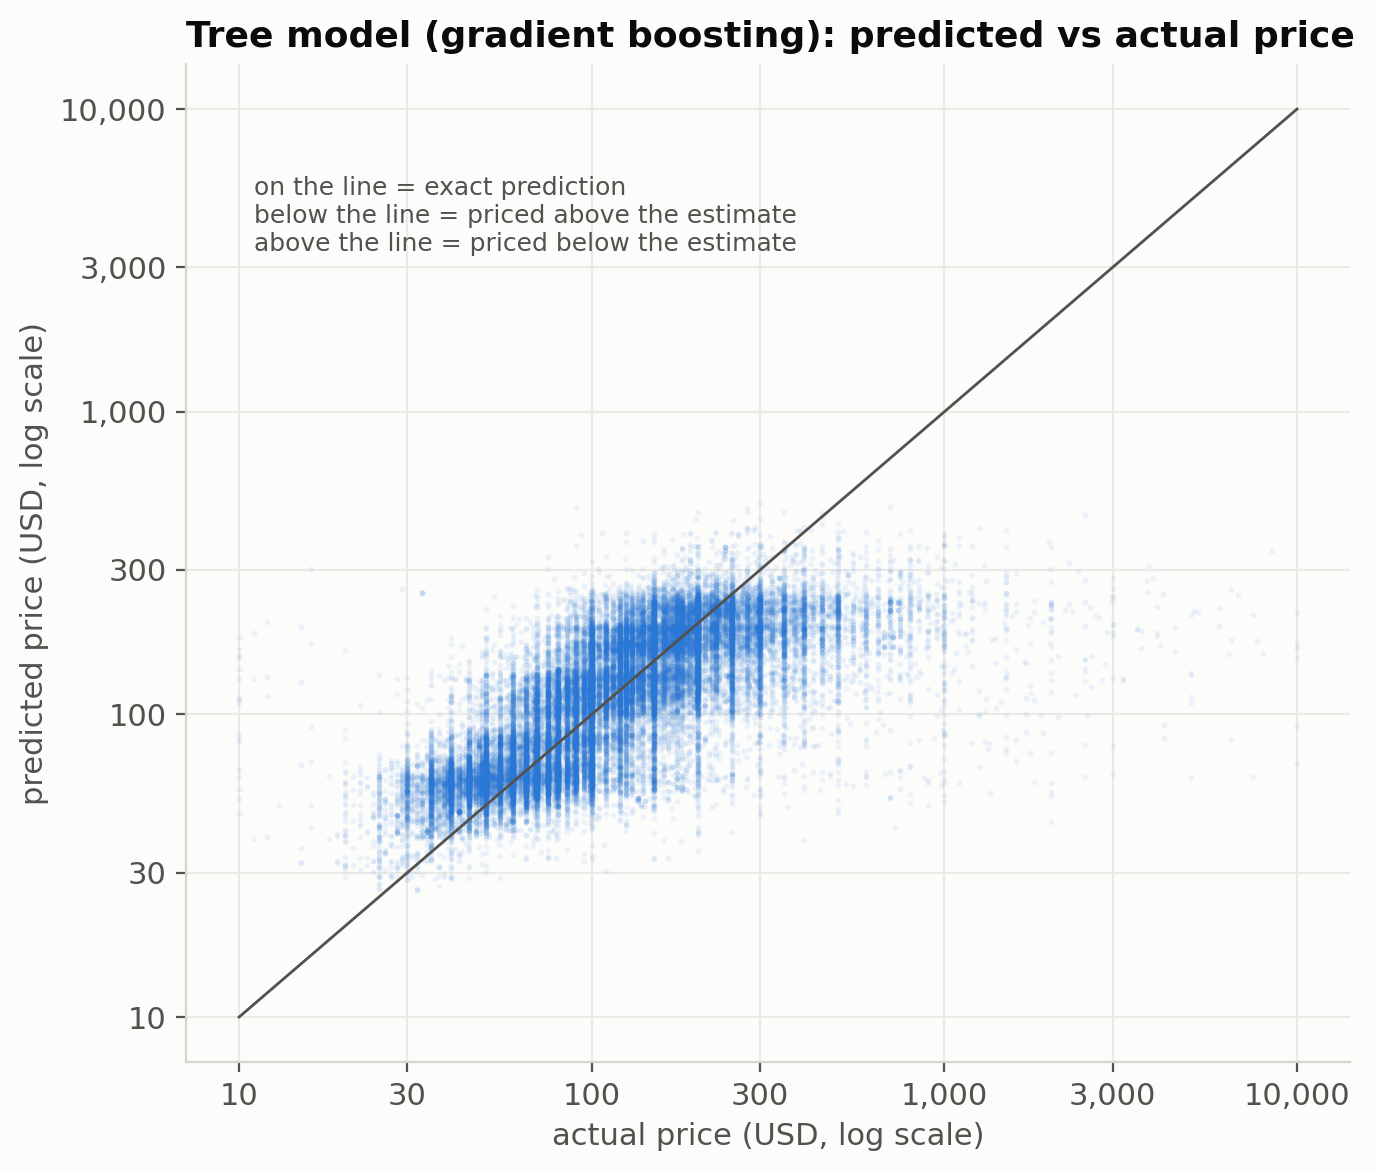 Tree model (gradient boosting): predicted vs actual price
10,000
on the line = exact prediction
below the line = priced above the estimate
above the line = priced below the estimate
3,000
1,000
300
100
30
10
predicted price (USD, log scale)
10 30 100 300 1,000 3,000 10,000
actual price (USD, log scale)